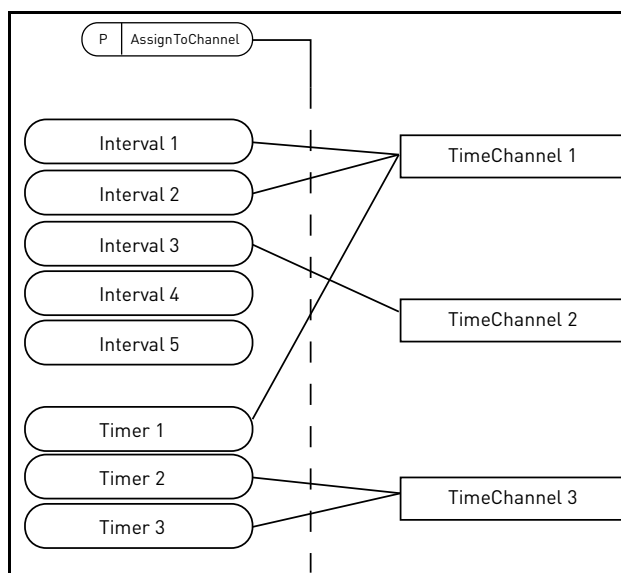 P AssignToChannel
Interval 1
TimeChannel 1
Interval 2
Interval 3
Interval 4
TimeChannel 2
Interval 5
Timer 1
Timer 2
TimeChannel 3
Timer 3